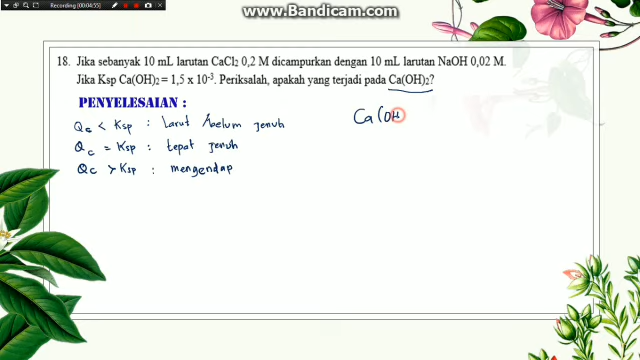 Recording [00:04:55]
www.Bandicam.com
18. Jika sebanyak 10 mL larutan CaCl₂ 0,2 M dicampurkan dengan 10 mL larutan NaOH 0,02 M.
Jika Ksp Ca(OH)₂ = 1,5 x 10⁻³. Periksalah, apakah yang terjadi pada Ca(OH)₂?
PENYELESAIAN :
Qc < Ksp : Larut / belum jenuh
Qc = Ksp : tepat jenuh
Qc > Ksp : mengendap
Ca(OH